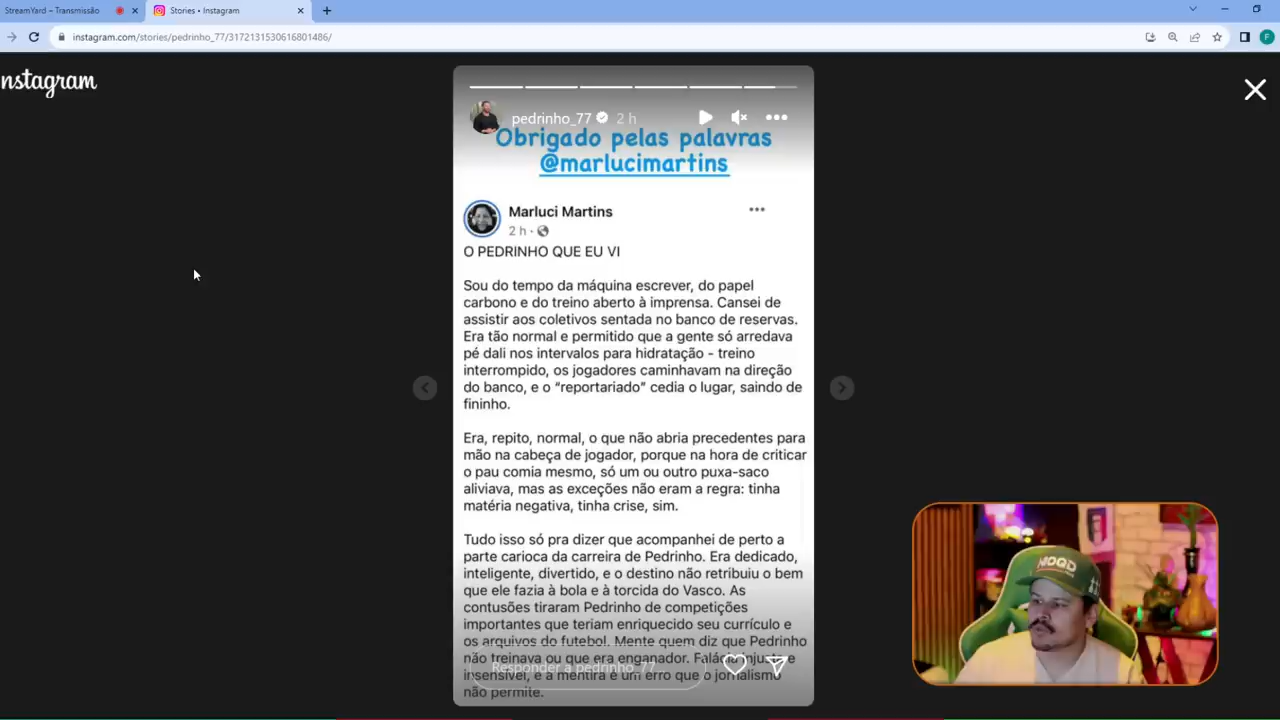 StreamYard – Transmissão
Stories • Instagram
instagram.com/stories/pedrinho_77/3172131530616801486/
F
nstagram
pedrinho_77 2 h
Obrigado pelas palavras
@marlucimartins
Marluci Martins
2 h
O PEDRINHO QUE EU VI
Sou do tempo da máquina escrever, do papel
carbono e do treino aberto à imprensa. Cansei de
assistir aos coletivos sentada no banco de reservas.
Era tão normal e permitido que a gente só arredava
pé dali nos intervalos para hidratação - treino
interrompido, os jogadores caminhavam na direção
do banco, e o “reportariado” cedia o lugar, saindo de
fininho.
Era, repito, normal, o que não abria precedentes para
mão na cabeça de jogador, porque na hora de criticar
o pau comia mesmo, só um ou outro puxa-saco
aliviava, mas as exceções não eram a regra: tinha
matéria negativa, tinha crise, sim.
Tudo isso só pra dizer que acompanhei de perto a
parte carioca da carreira de Pedrinho. Era dedicado,
inteligente, divertido, e o destino não retribuiu o bem
que ele fazia à bola e à torcida do Vasco. As
contusões tiraram Pedrinho de competições
importantes que teriam enriquecido seu currículo e
os arquivos do futebol. Mente quem diz que Pedrinho
não treinava ou que era enganador. Falácia injusta e
Responder a pedrinho_77...
insensível, e a mentira é um erro que o jornalismo
não permite.